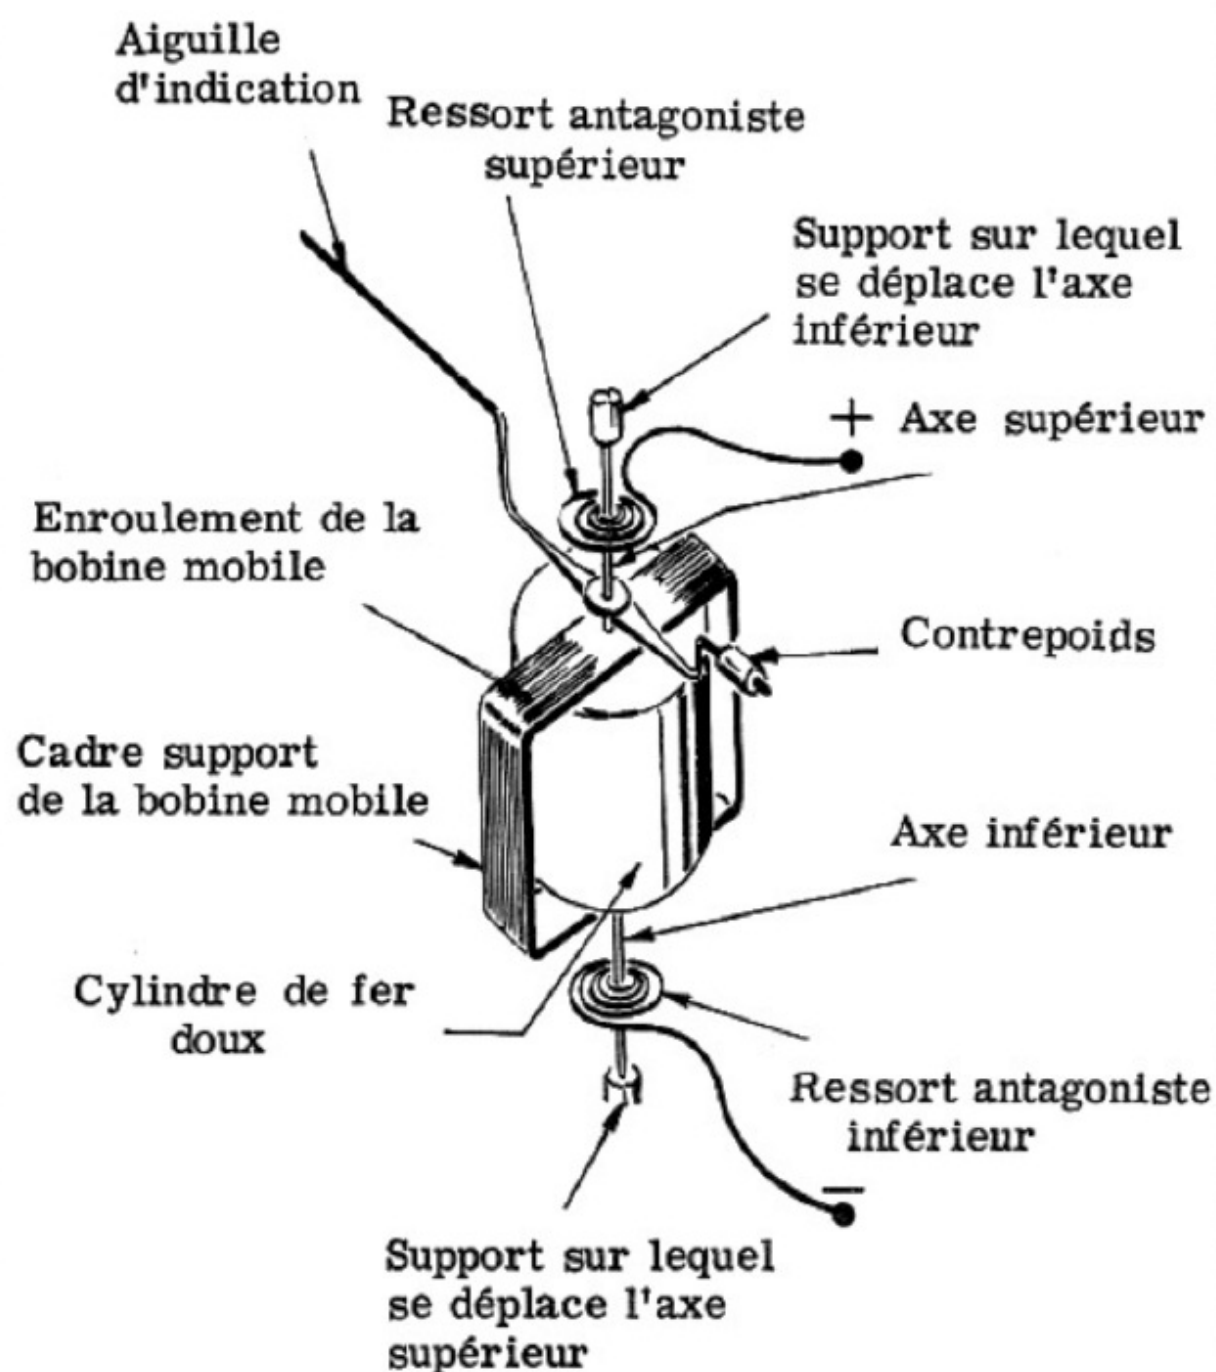 Aiguille
d'indication
Ressort antagoniste
supérieur
Support sur lequel
se déplace l'axe
inférieur
+ Axe supérieur
Enroulement de la
bobine mobile
Contrepoids
Cadre support
de la bobine mobile
Axe inférieur
Cylindre de fer
doux
Ressort antagoniste
inférieur
—
Support sur lequel
se déplace l'axe
supérieur